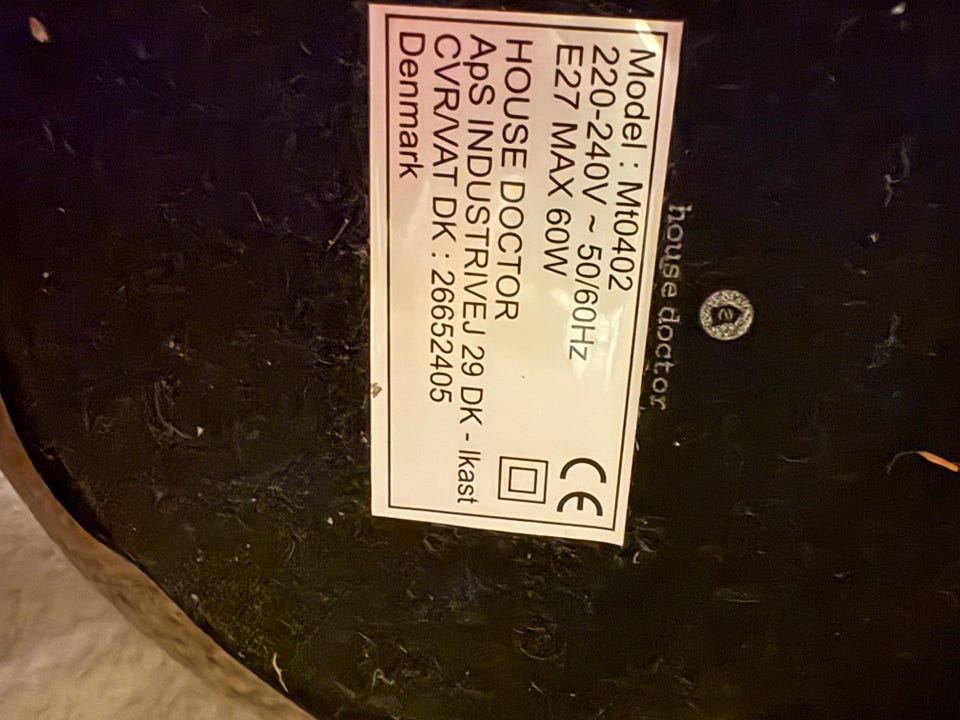 house doctor
Model : Mt0402
220-240V ~ 50/60Hz
E27 MAX 60W
CE
HOUSE DOCTOR
ApS INDUSTRIVEJ 29 DK - Ikast
CVR/VAT DK : 26652405
Denmark